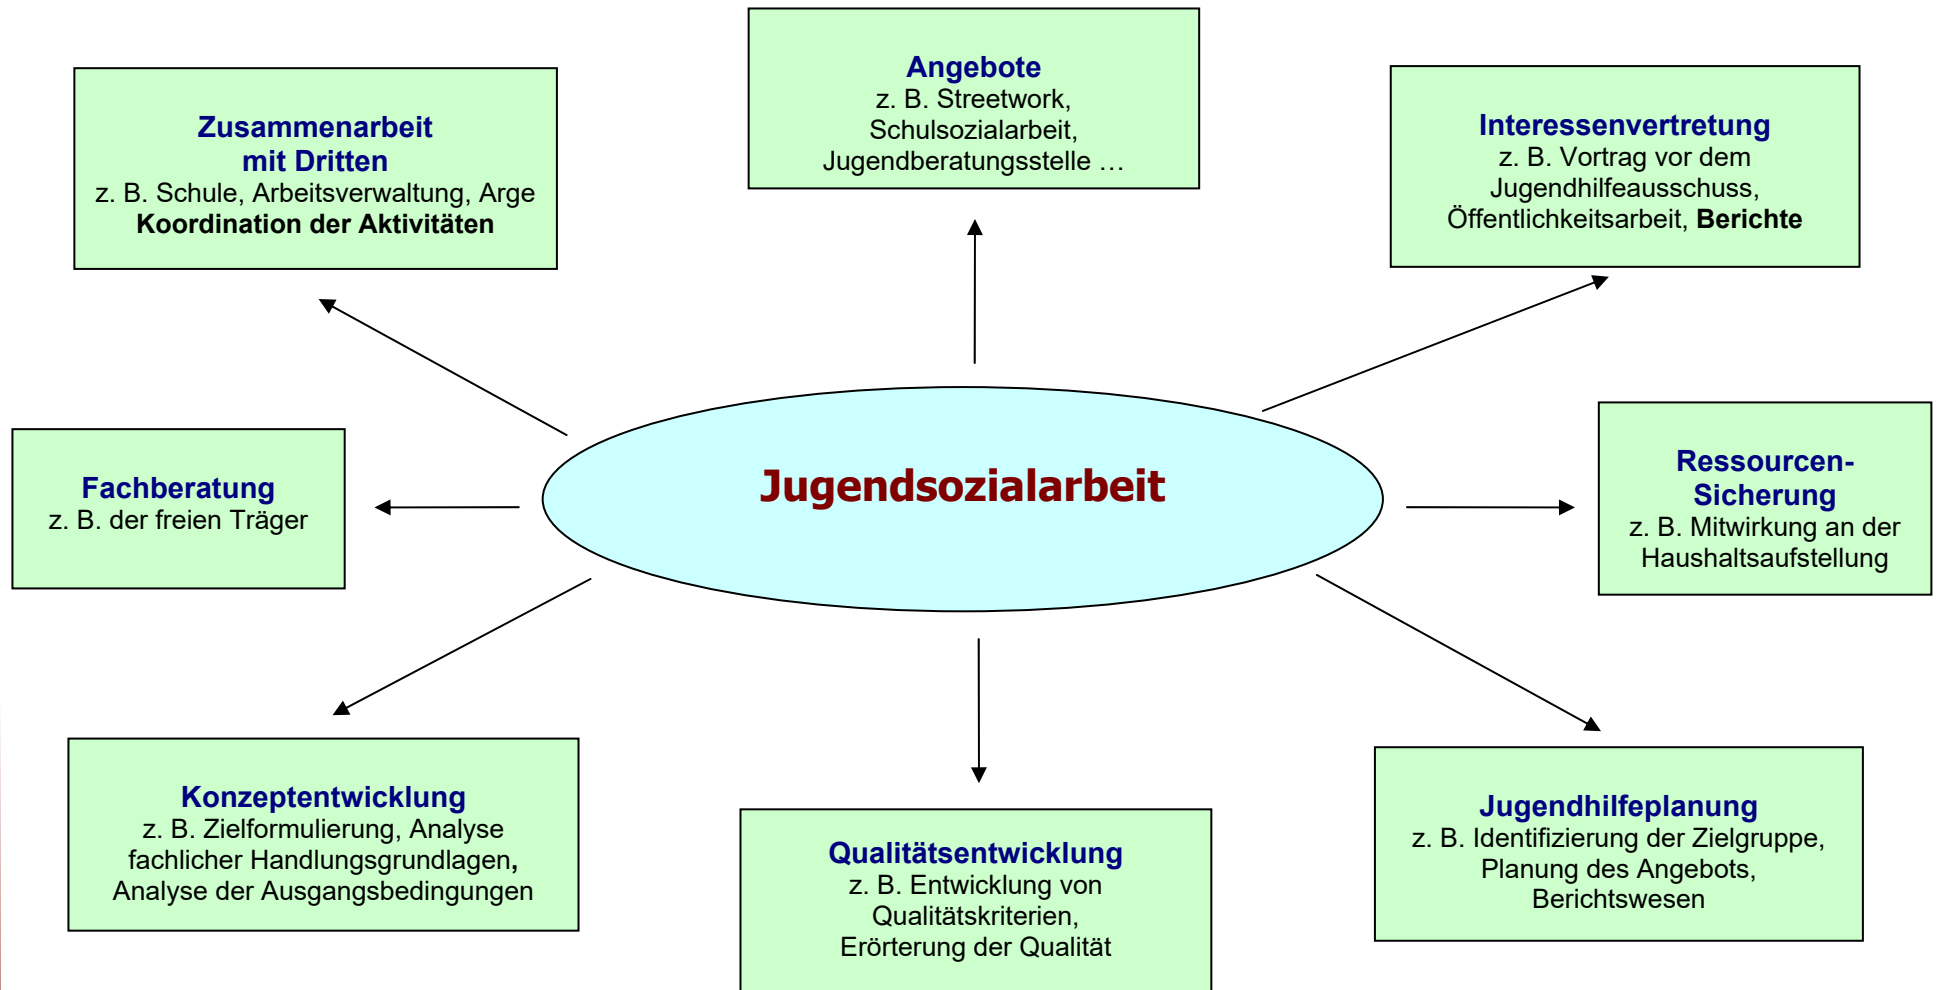 Angebote
z. B. Streetwork,
Schulsozialarbeit,
Jugendberatungsstelle …
Zusammenarbeit
mit Dritten
z. B. Schule, Arbeitsverwaltung, Arge
Koordination der Aktivitäten
Interessenvertretung
z. B. Vortrag vor dem
Jugendhilfeausschuss,
Öffentlichkeitsarbeit, Berichte
Fachberatung
z. B. der freien Träger
Jugendsozialarbeit
Ressourcen-
Sicherung
z. B. Mitwirkung an der
Haushaltsaufstellung
Konzeptentwicklung
z. B. Zielformulierung, Analyse
fachlicher Handlungsgrundlagen,
Analyse der Ausgangsbedingungen
Qualitätsentwicklung
z. B. Entwicklung von
Qualitätskriterien,
Erörterung der Qualität
Jugendhilfeplanung
z. B. Identifizierung der Zielgruppe,
Planung des Angebots,
Berichtswesen